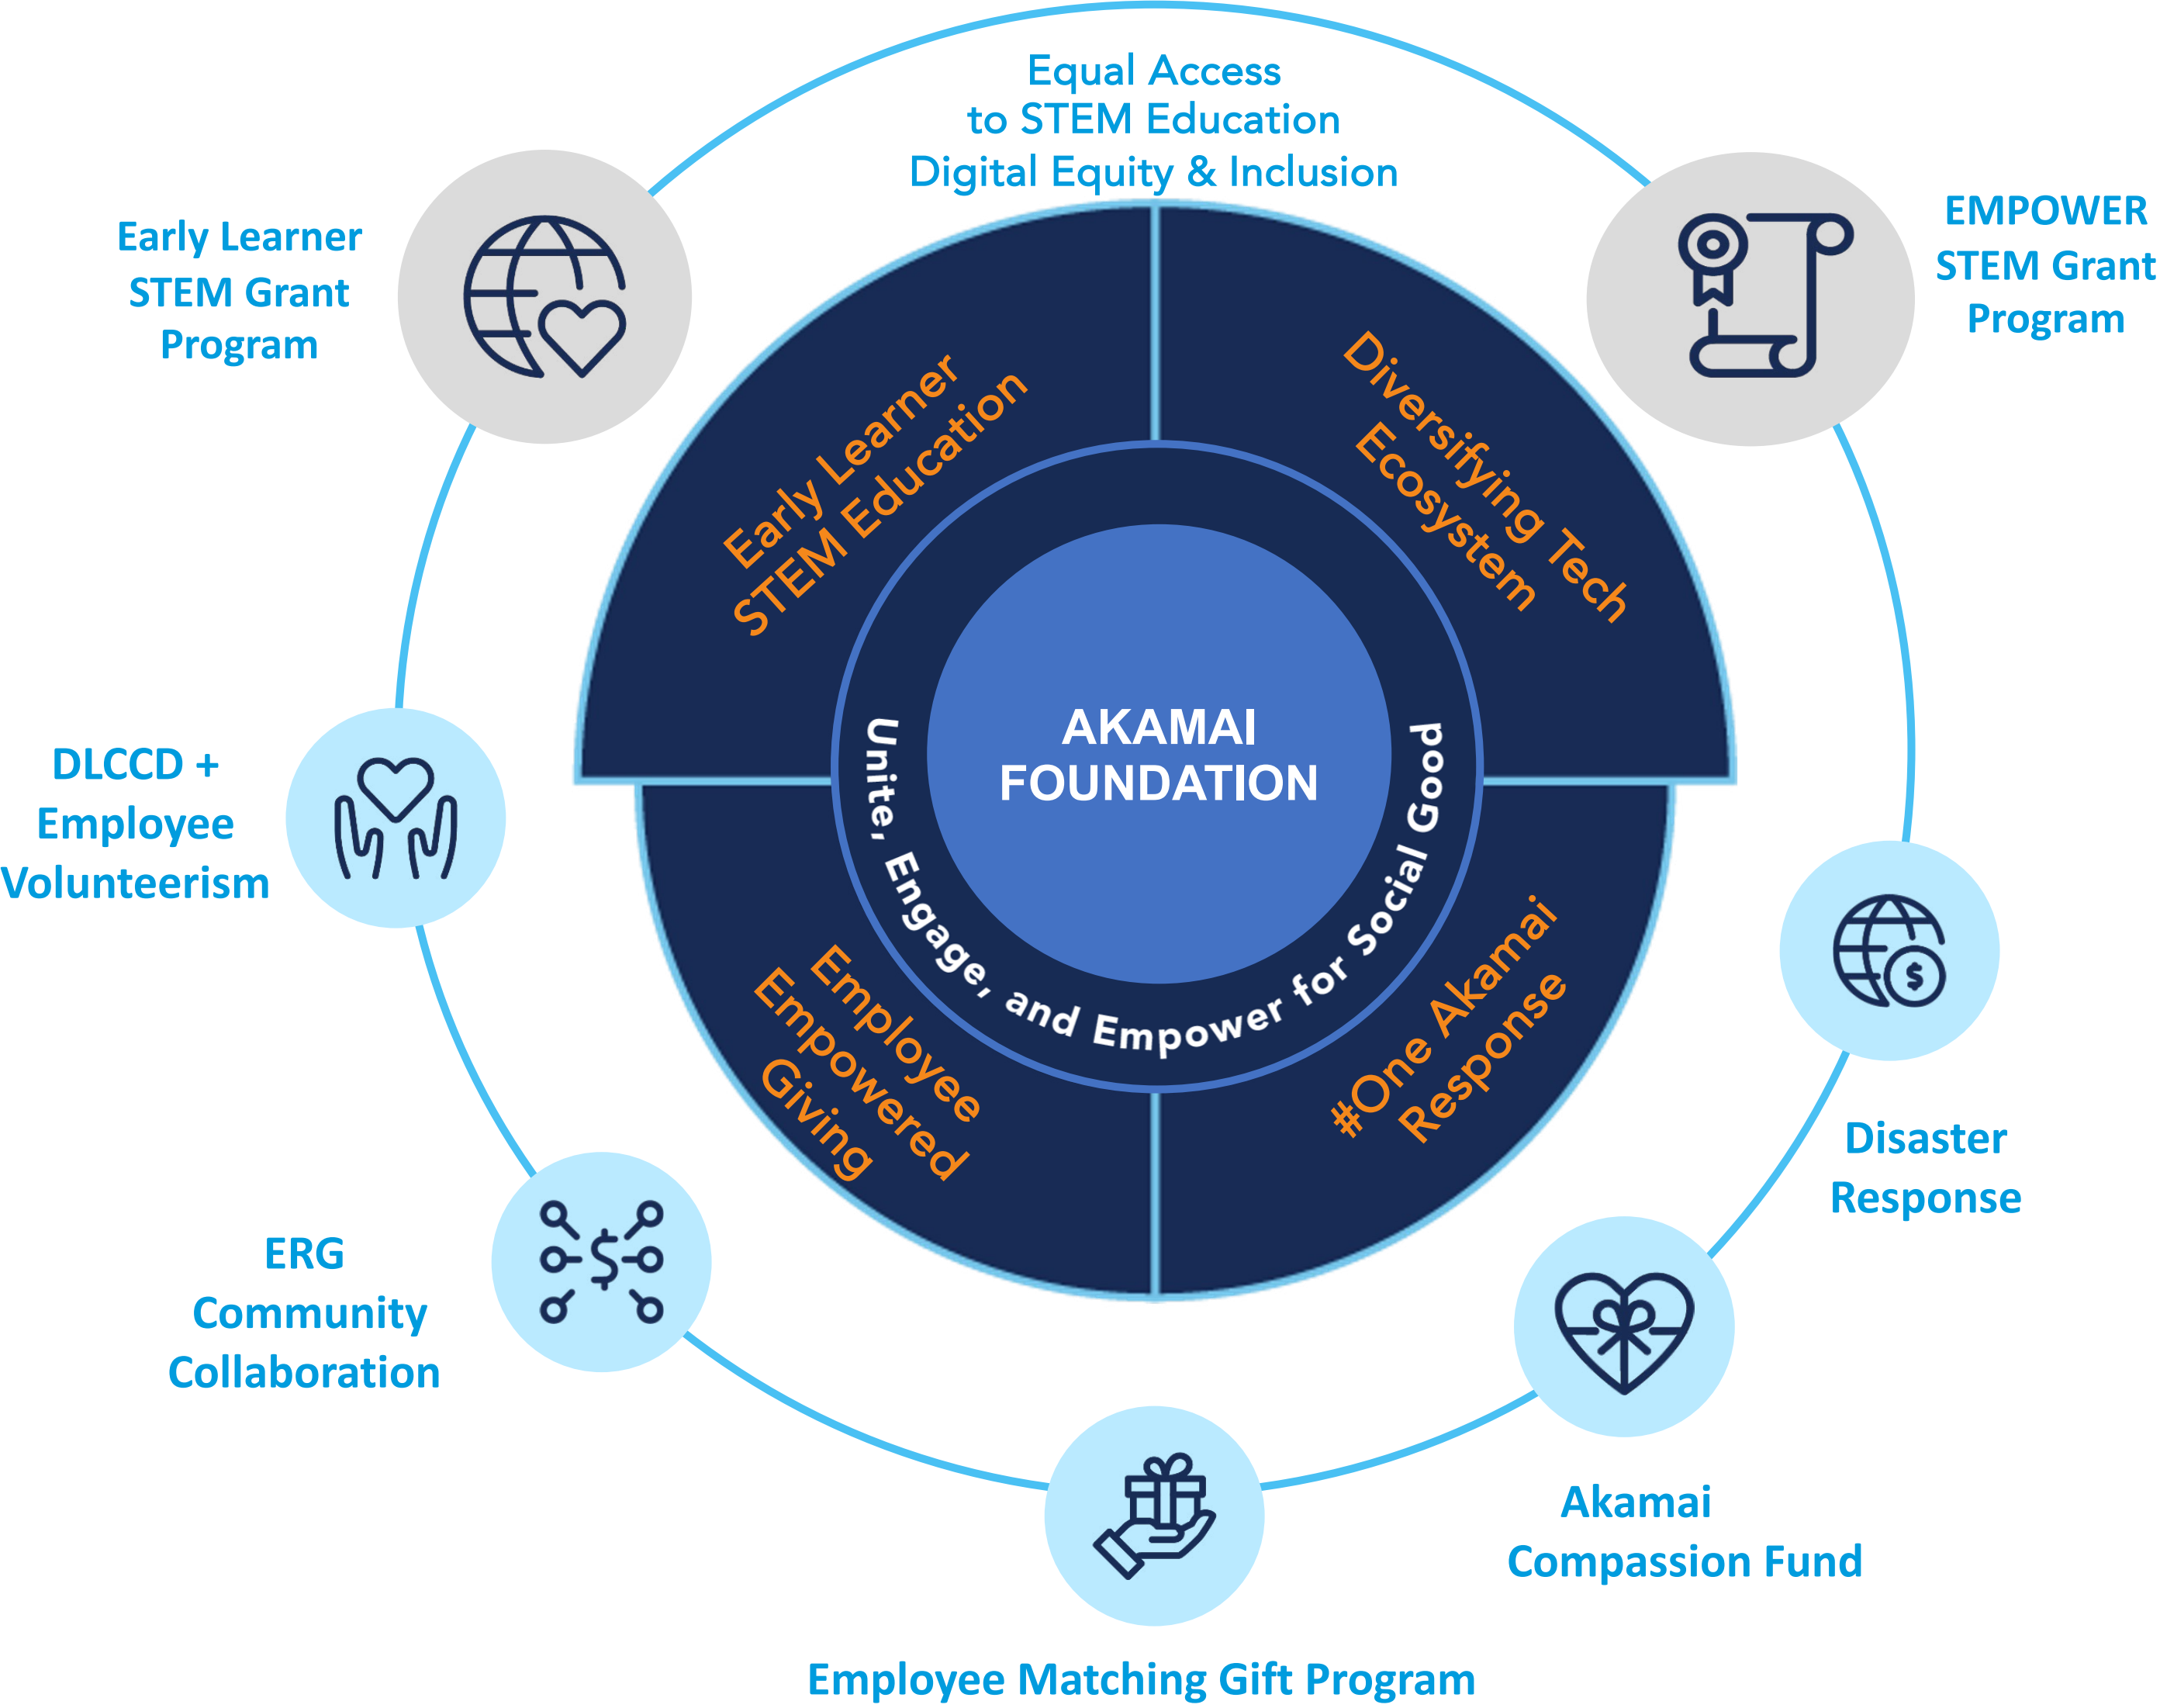 Equal Access
to STEM Education
Digital Equity & Inclusion
Early Learner
STEM Grant
Program
EMPOWER
STEM Grant
Program
Early Learner
STEM Education
Diversifying Tech
Ecosystem
AKAMAI
FOUNDATION
Unite, Engage, and Empower for Social Good
DLCCD +
Employee
Volunteerism
Employee
Empowered
Giving
#One Akamai
Response
Disaster
Response
ERG
Community
Collaboration
Akamai
Compassion Fund
Employee Matching Gift Program
$
$